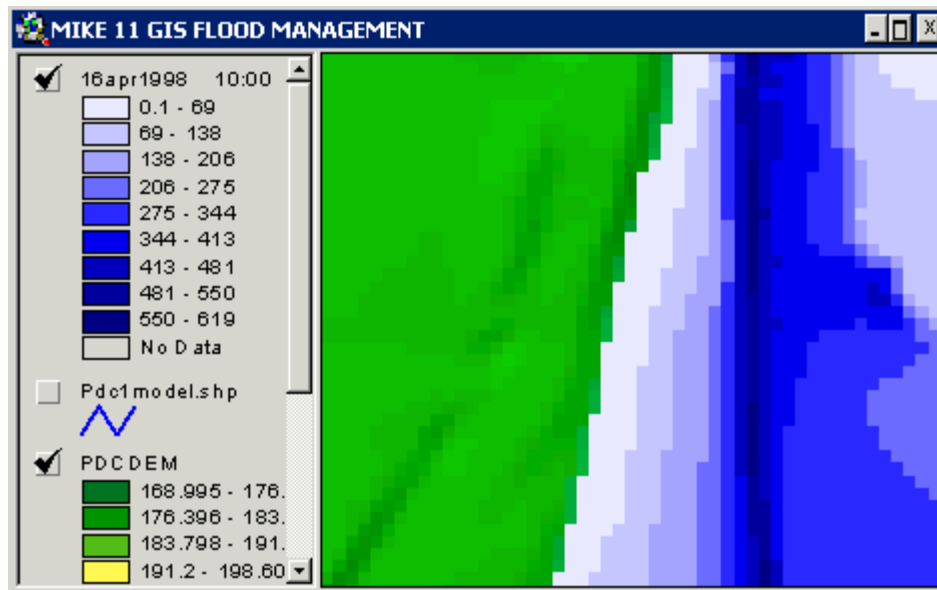 MIKE 11 GIS FLOOD MANAGEMENT
16apr1998 10:00
0.1 - 69
69 - 138
138 - 206
206 - 275
275 - 344
344 - 413
413 - 481
481 - 550
550 - 619
No Data
Pdc1model.shp
PDCDEM
168.995 - 176.
176.396 - 183.
183.798 - 191.
191.2 - 198.60